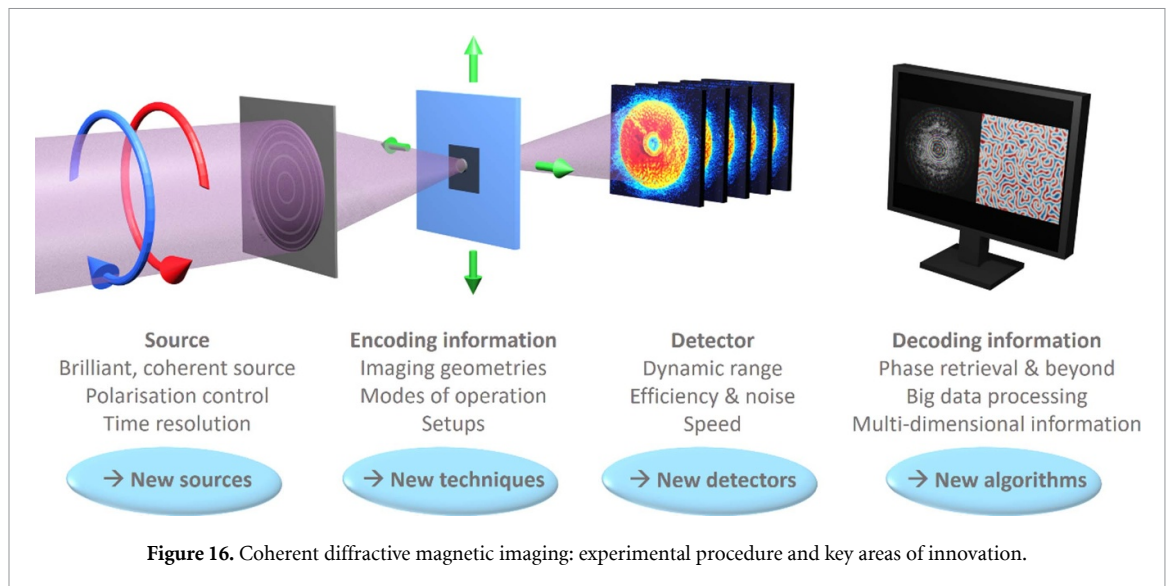 Source
Brilliant, coherent source
Polarisation control
Time resolution
→ New sources
Encoding information
Imaging geometries
Modes of operation
Setups
→ New techniques
Detector
Dynamic range
Efficiency & noise
Speed
→ New detectors
Decoding information
Phase retrieval & beyond
Big data processing
Multi-dimensional information
→ New algorithms
Figure 16. Coherent diffractive magnetic imaging: experimental procedure and key areas of innovation.